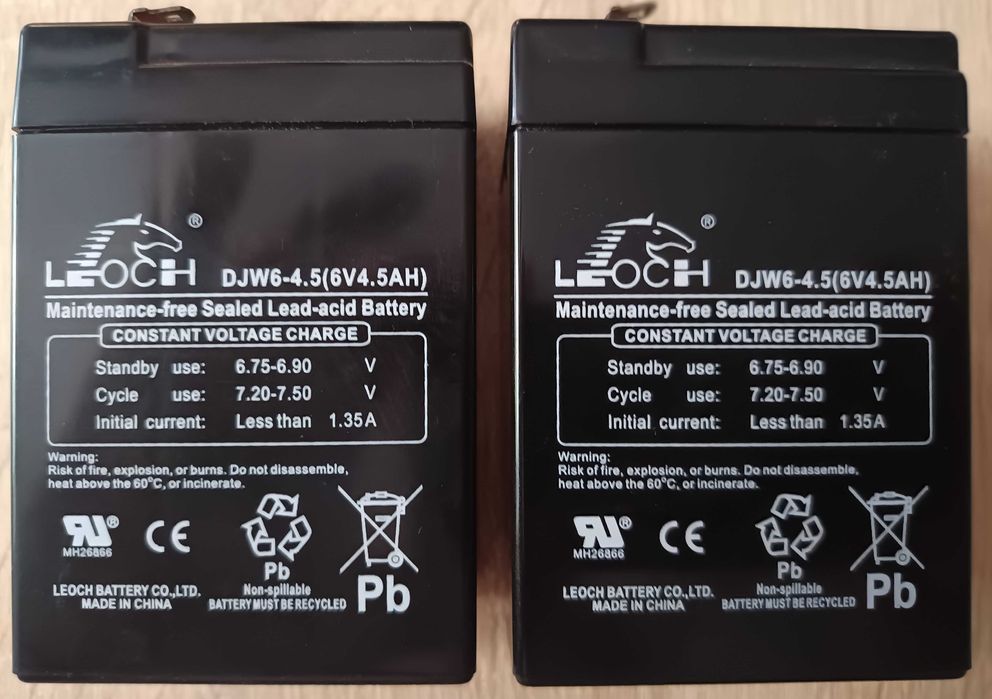 LEOCH® DJW6-4.5(6V4.5AH)
Maintenance-free Sealed Lead-acid Battery
CONSTANT VOLTAGE CHARGE
Standby use: 6.75-6.90 V
Cycle use: 7.20-7.50 V
Initial current: Less than 1.35A
Warning:
Risk of fire, explosion, or burns. Do not disassemble,
heat above the 60°C, or incinerate.
RU® CE
MH26866
Pb
LEOCH BATTERY CO.,LTD. Non-spillable Pb
MADE IN CHINA BATTERY MUST BE RECYCLED
LEOCH® DJW6-4.5(6V4.5AH)
Maintenance-free Sealed Lead-acid Battery
CONSTANT VOLTAGE CHARGE
Standby use: 6.75-6.90 V
Cycle use: 7.20-7.50 V
Initial current: Less than 1.35A
Warning:
Risk of fire, explosion, or burns. Do not disassemble,
heat above the 60°C, or incinerate.
RU® CE
MH26866
Pb
LEOCH BATTERY CO.,LTD. Non-spillable Pb
MADE IN CHINA BATTERY MUST BE RECYCLED